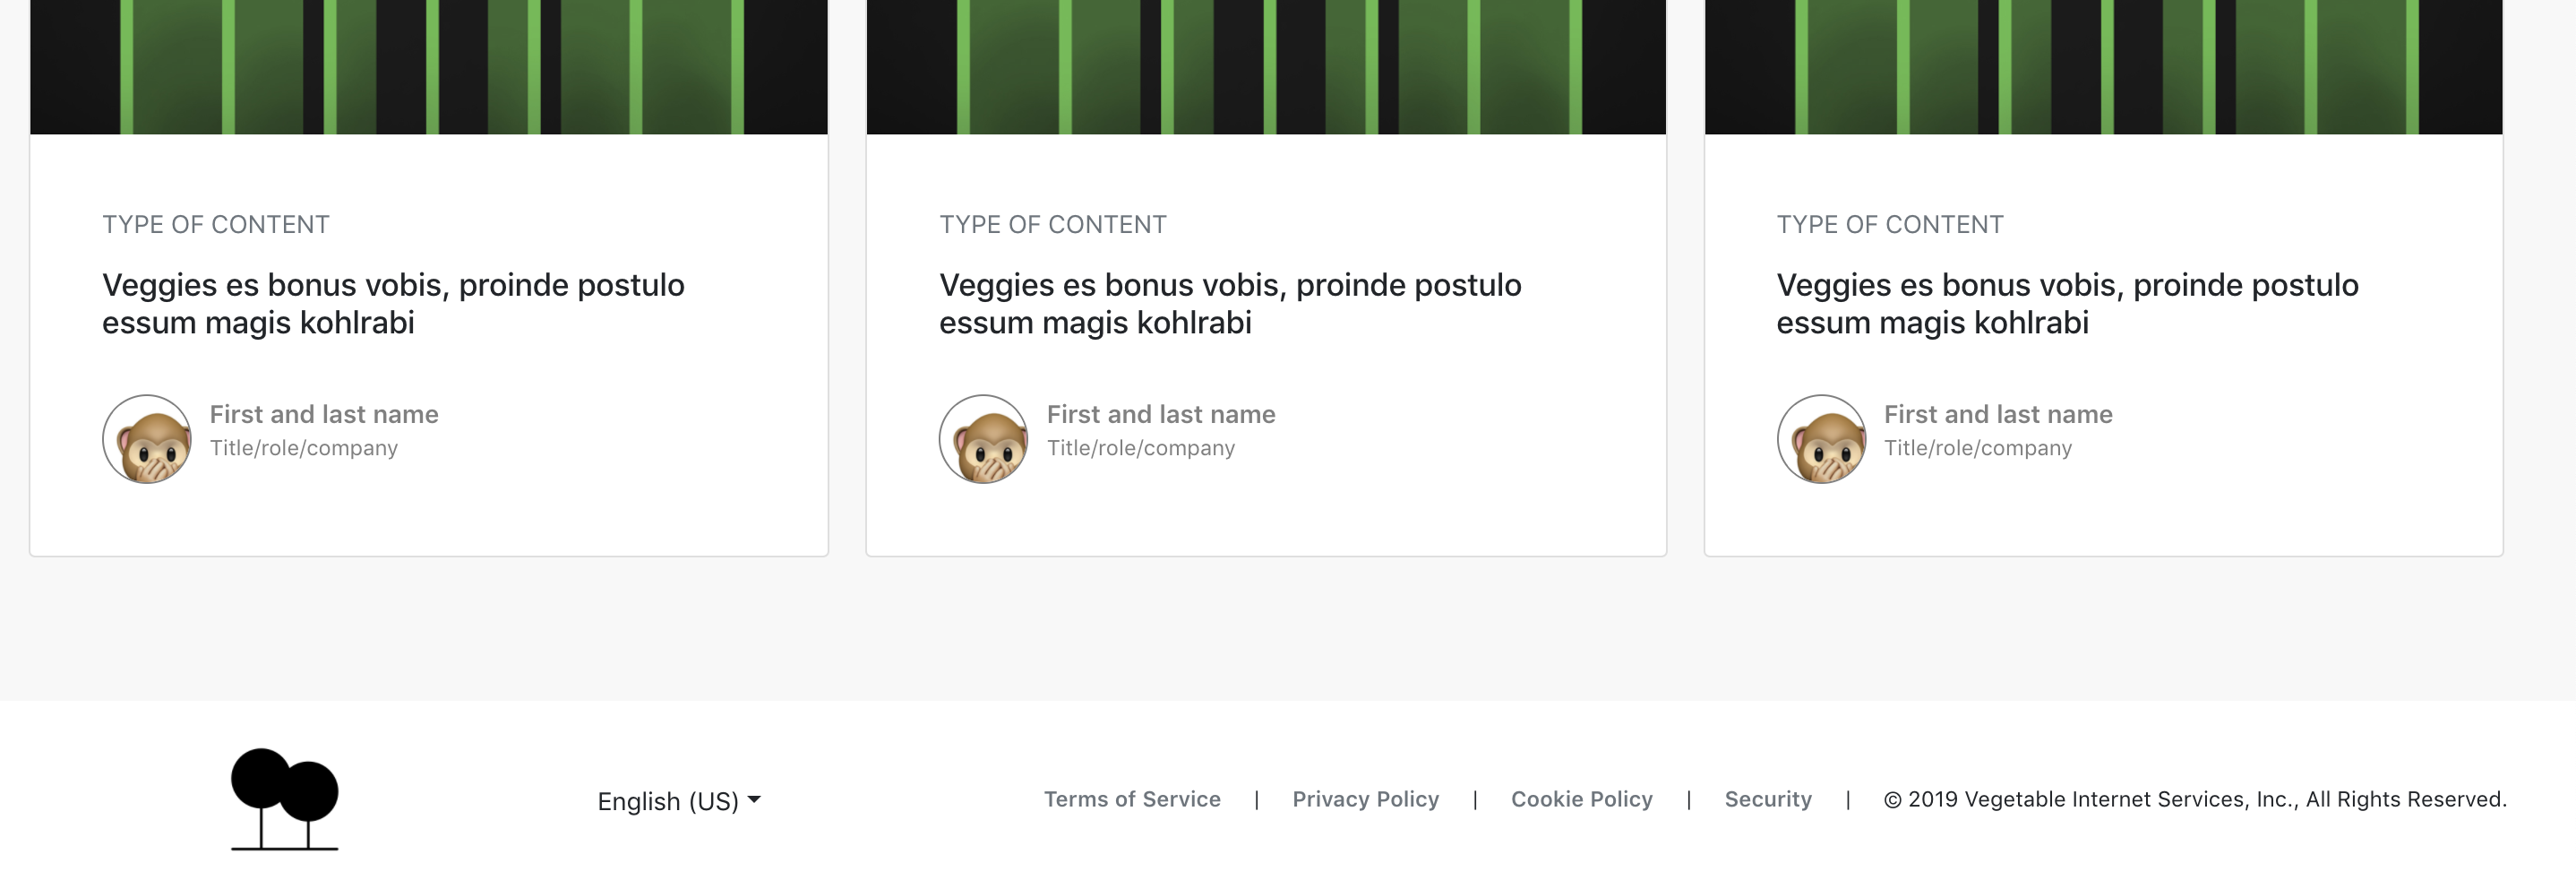 TYPE OF CONTENT
Veggies es bonus vobis, proinde postulo
essum magis kohlrabi
First and last name
Title/role/company
TYPE OF CONTENT
Veggies es bonus vobis, proinde postulo
essum magis kohlrabi
First and last name
Title/role/company
TYPE OF CONTENT
Veggies es bonus vobis, proinde postulo
essum magis kohlrabi
First and last name
Title/role/company
English (US)
Terms of Service | Privacy Policy | Cookie Policy | Security | © 2019 Vegetable Internet Services, Inc., All Rights Reserved.